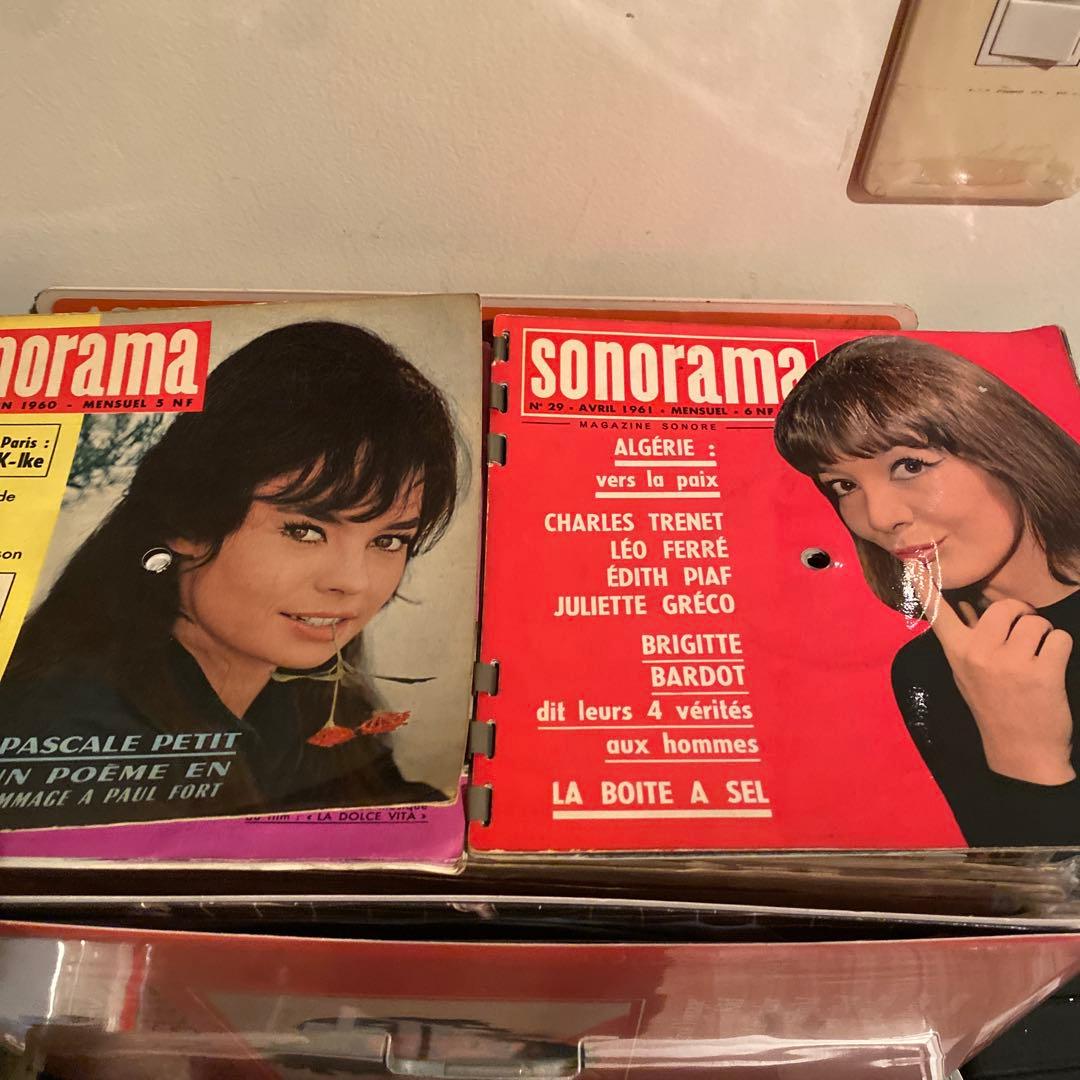 norama
N 1960 - MENSUEL 5 NF
Paris :
K-Ike
de
son
PASCALE PETIT
UN POÈME EN
MMAGE A PAUL FORT
« LA DOLCE VITA »
sonorama
N° 29 - AVRIL 1961 - MENSUEL - 6 NF
MAGAZINE SONORE
ALGÉRIE :
vers la paix
CHARLES TRENET
LÉO FERRÉ
ÉDITH PIAF
JULIETTE GRÉCO
BRIGITTE
BARDOT
dit leurs 4 vérités
aux hommes
LA BOITE A SEL